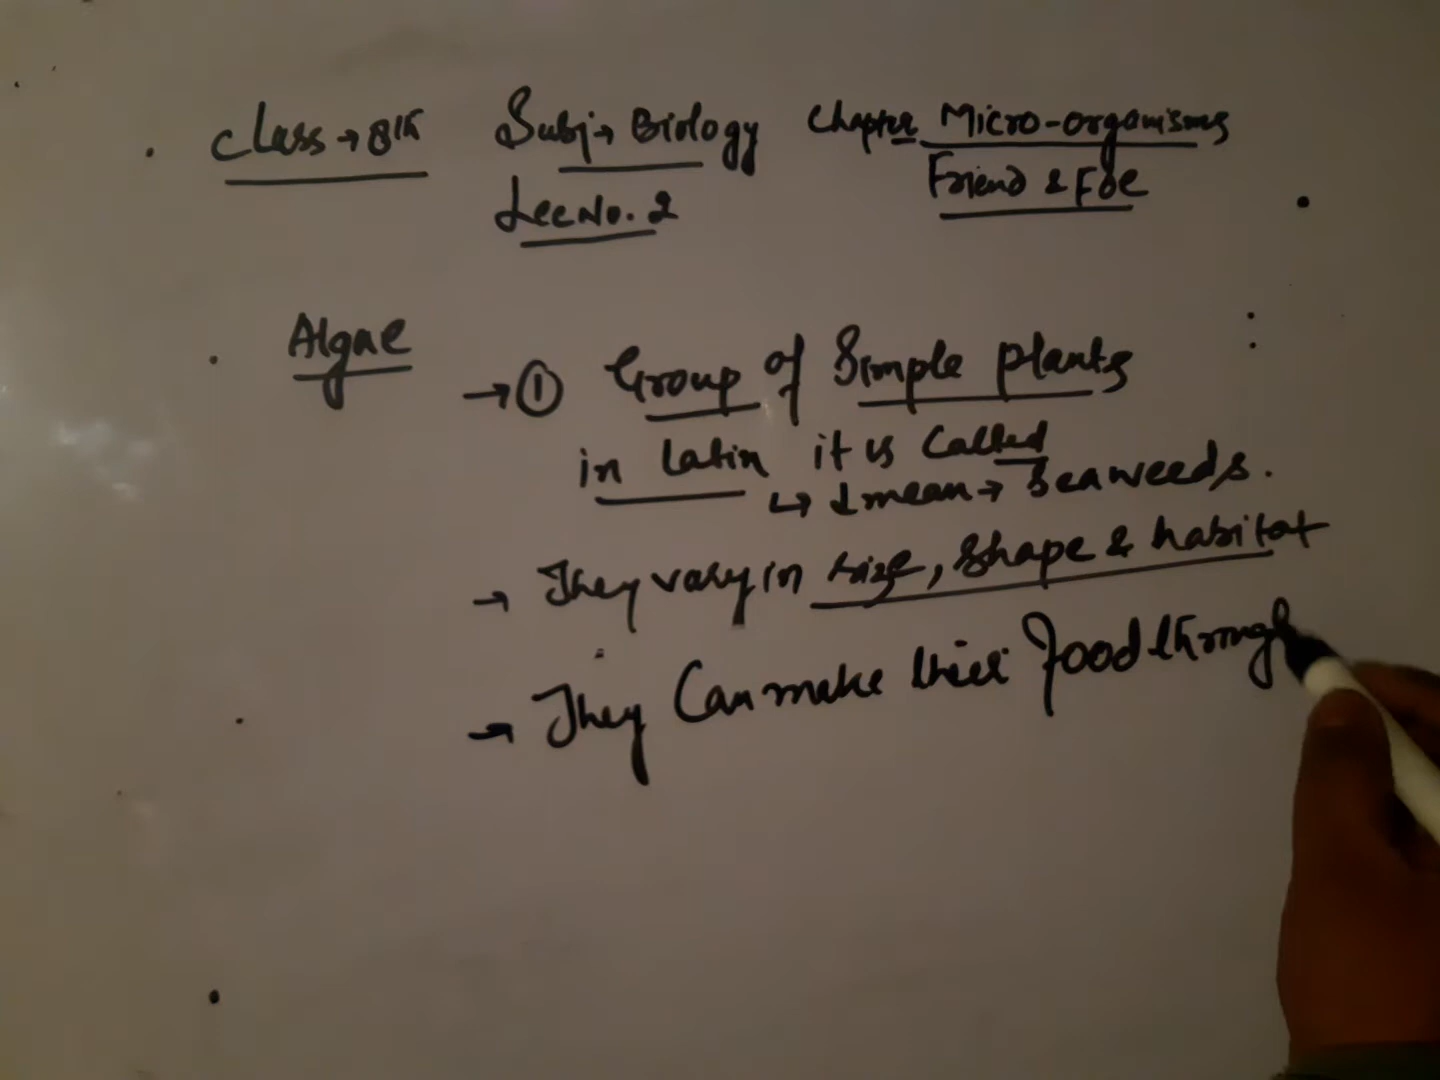 Class → 8th Subj → Biology Chapter Micro-organisms
Lec No. 2 Friend & Foe
Algae
→ ① Group of Simple plants
in Latin it is Called
↳ mean → Seaweeds.
→ They vary in size, shape & habitat
→ They Can make their food through